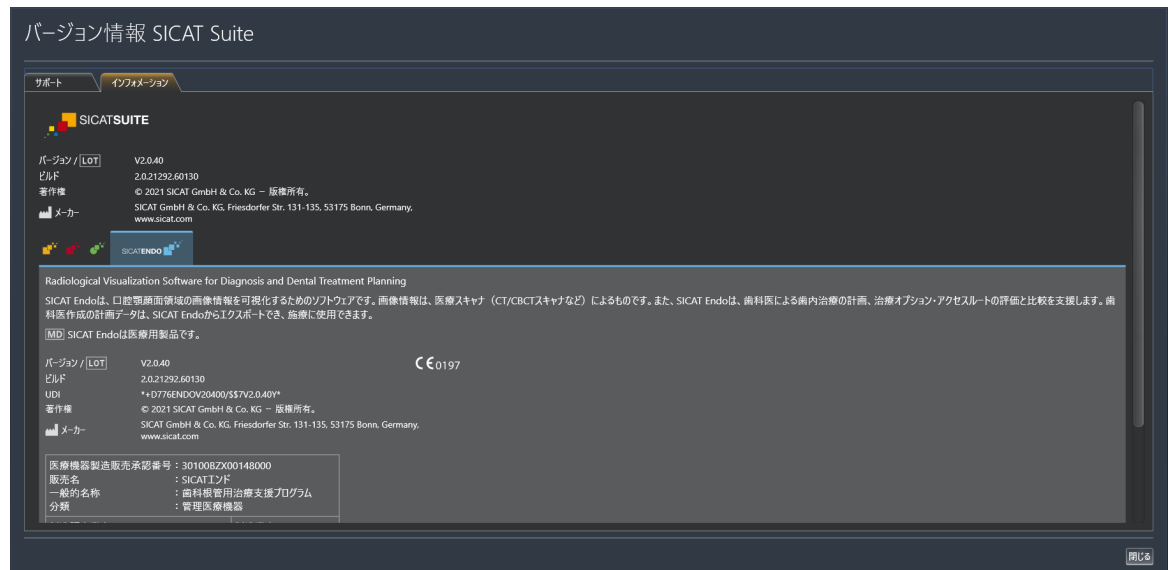 バージョン情報 SICAT Suite
サポート
インフォメーション
SICATSUITE
バージョン / LOT V2.0.40
ビルド 2.0.21292.60130
著作権 © 2021 SICAT GmbH & Co. KG – 版権所有。
メーカー SICAT GmbH & Co. KG, Friesdorfer Str. 131-135, 53175 Bonn, Germany,
www.sicat.com
SICATENDO
Radiological Visualization Software for Diagnosis and Dental Treatment Planning
SICAT Endoは、口腔顎顔面領域の画像情報を可視化するためのソフトウェアです。画像情報は、医療スキャナ（CT/CBCTスキャナなど）によるものです。また、SICAT Endoは、歯科医による歯内治療の計画、治療オプション・アクセスルートの評価と比較を支援します。歯
科医作成の計画データは、SICAT Endoからエクスポートでき、施療に使用できます。
MD SICAT Endoは医療用製品です。
バージョン / LOT V2.0.40 CE0197
ビルド 2.0.21292.60130
UDI *+D776ENDOV20400/$$7V2.0.40Y*
著作権 © 2021 SICAT GmbH & Co. KG – 版権所有。
メーカー SICAT GmbH & Co. KG, Friesdorfer Str. 131-135, 53175 Bonn, Germany,
www.sicat.com
医療機器製造販売承認番号：30100BZX00148000
販売名 ：SICATエンド
一般的名称 ：歯科根管用治療支援プログラム
分類 ：管理医療機器
閉じる